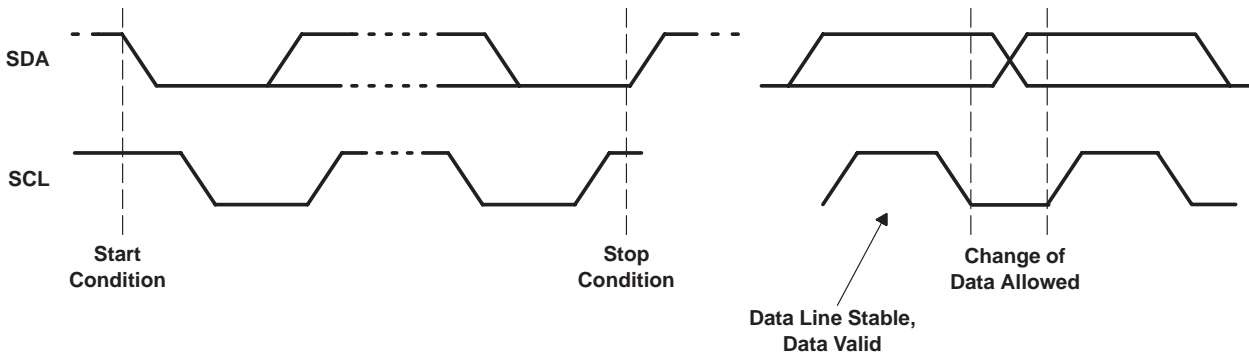 SDA
SCL
Start
Condition
Stop
Condition
Change of
Data Allowed
Data Line Stable,
Data Valid